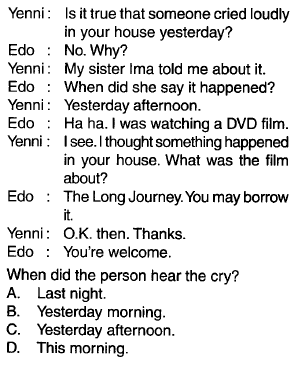 Yenni : Is it true that someone cried loudly
in your house yesterday?
Edo : No. Why?
Yenni : My sister Ima told me about it.
Edo : When did she say it happened?
Yenni : Yesterday afternoon.
Edo : Ha ha. I was watching a DVD film.
Yenni : I see. I thought something happened
in your house. What was the film
about?
Edo : The Long Journey. You may borrow
it.
Yenni : O.K. then. Thanks.
Edo : You're welcome.
When did the person hear the cry?
A. Last night.
B. Yesterday morning.
C. Yesterday afternoon.
D. This morning.